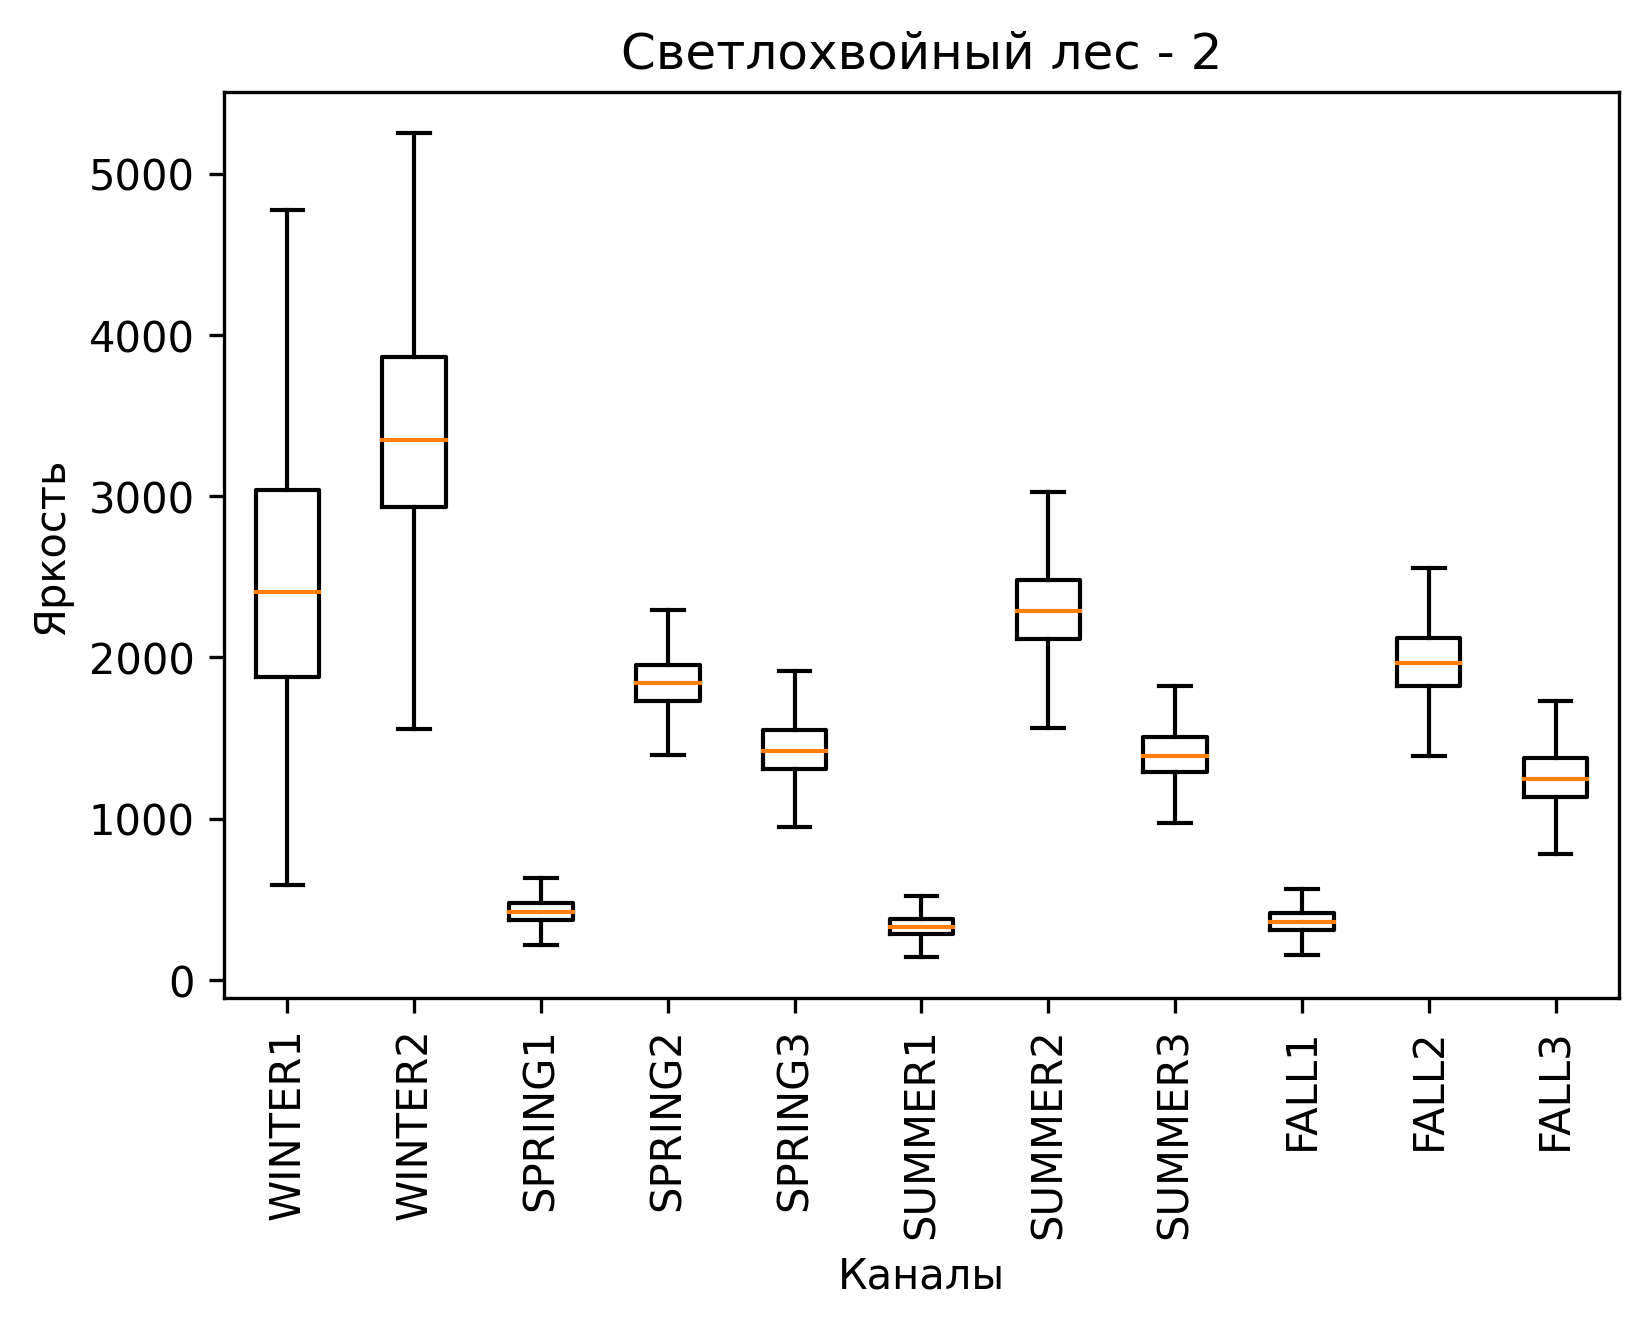 Светлохвойный лес - 2
Яркость
5000
4000
3000
2000
1000
0
WINTER1
WINTER2
SPRING1
SPRING2
SPRING3
SUMMER1
SUMMER2
SUMMER3
FALL1
FALL2
FALL3
Каналы